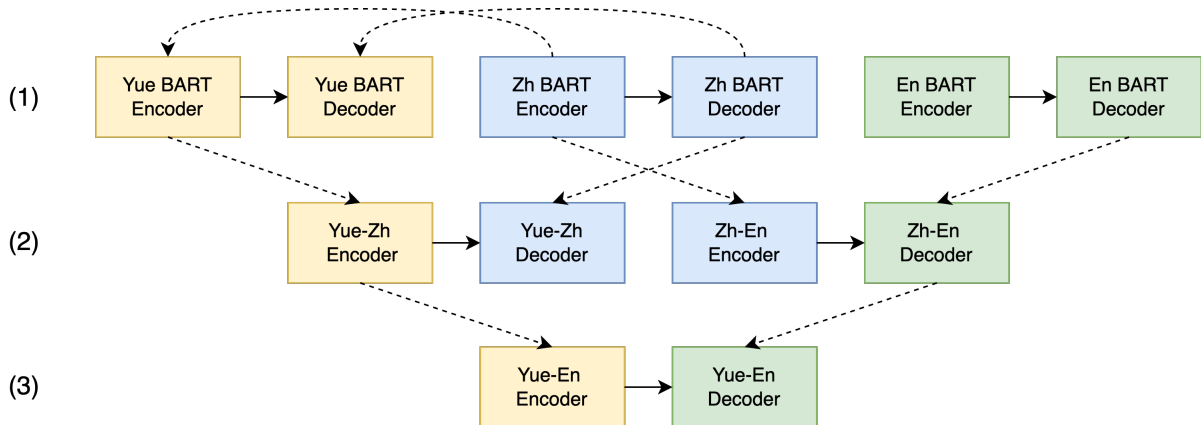 (1)
Yue BART
Encoder
Yue BART
Decoder
Zh BART
Encoder
Zh BART
Decoder
En BART
Encoder
En BART
Decoder
(2)
Yue-Zh
Encoder
Yue-Zh
Decoder
Zh-En
Encoder
Zh-En
Decoder
(3)
Yue-En
Encoder
Yue-En
Decoder